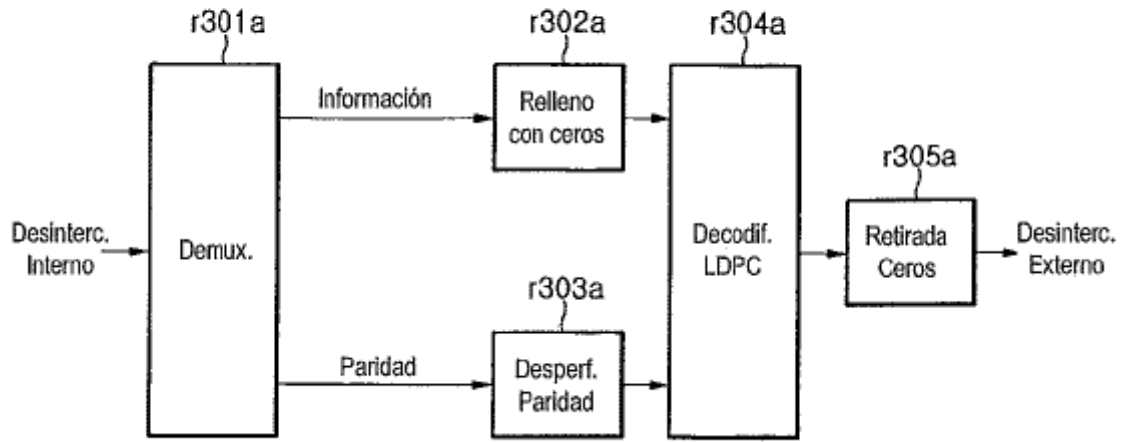 r301a
r302a
r304a
Información
Relleno
con ceros
r305a
Desinterc.
Interno
Demux.
Decodif.
LDPC
Retirada
Ceros
Desinterc.
Externo
r303a
Paridad
Desperf.
Paridad